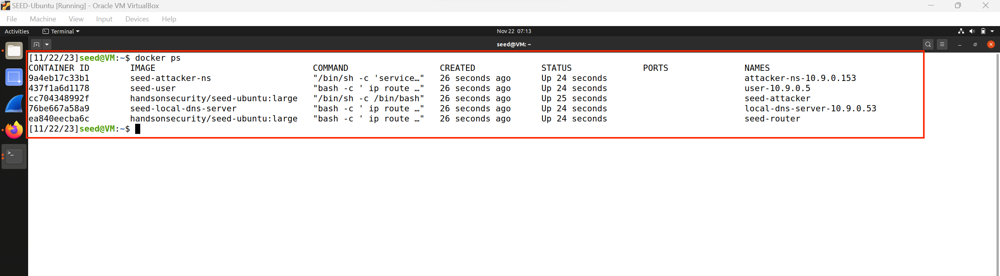 SEED-Ubuntu [Running] - Oracle VM VirtualBox
File Machine View Input Devices Help
Activities Terminal Nov 22 07:13
seed@VM: ~
[11/22/23]seed@VM:~$ docker ps
CONTAINER ID IMAGE COMMAND CREATED STATUS PORTS NAMES
9a4eb17c33b1 seed-attacker-ns "/bin/sh -c 'service…" 26 seconds ago Up 24 seconds attacker-ns-10.9.0.153
437f1a6d1178 seed-user "bash -c ' ip route …" 26 seconds ago Up 24 seconds user-10.9.0.5
cc704348992f handsonsecurity/seed-ubuntu:large "/bin/sh -c /bin/bash" 26 seconds ago Up 25 seconds seed-attacker
76be667a58a9 seed-local-dns-server "bash -c ' ip route …" 26 seconds ago Up 24 seconds local-dns-server-10.9.0.53
ea840eecba6c handsonsecurity/seed-ubuntu:large "bash -c ' ip route …" 26 seconds ago Up 24 seconds seed-router
[11/22/23]seed@VM:~$